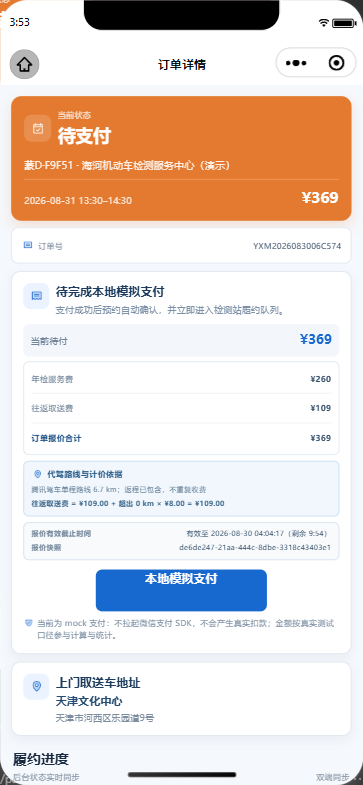 3:53
订单详情
当前状态
待支付
蒙D·F9F51 · 海河机动车检测服务中心（演示）
2026-08-31 13:30–14:30
¥369
订单号
YXM2026083006C574
待完成本地模拟支付
支付成功后预约自动确认，并立即进入检测站履约队列。
当前待付
¥369
年检服务费
¥260
往返取送费
¥109
订单报价合计
¥369
代驾路线与计价依据
腾讯驾车单程路线 6.7 km；返程已包含，不重复收费
往返取送费 = ¥109.00 + 超出 0 km × ¥8.00 = ¥109.00
报价有效截止时间
有效至 2026-08-30 04:04:17（剩余 9:54）
报价快照
de6de247-21aa-444c-8dbe-3318c43403e1
本地模拟支付
当前为 mock 支付：不拉起微信支付 SDK，不会产生真实扣款；金额按真实测试
口径参与计算与统计。
上门取送车地址
天津文化中心
天津市河西区乐园道9号
履约进度
后台状态实时同步
双端同步